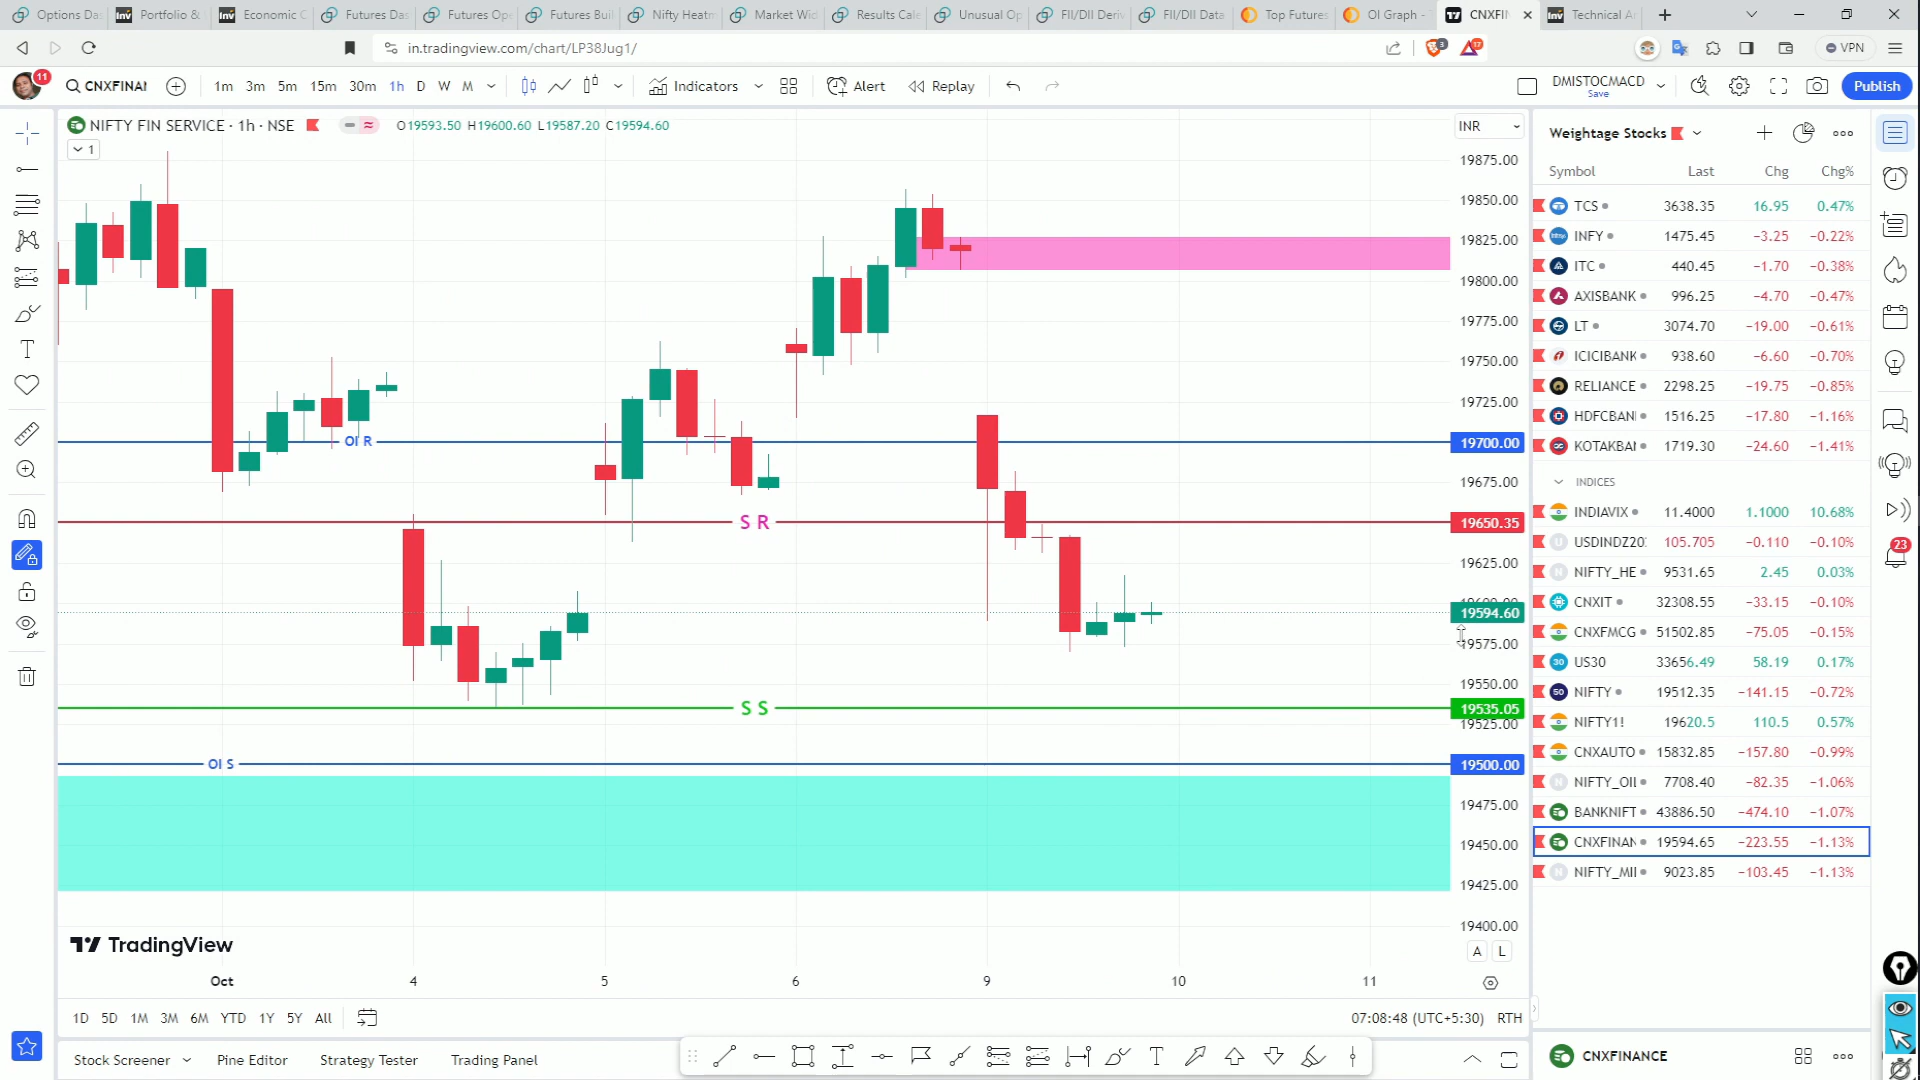 Options Da
Portfolio &
Economic C
Futures Das
Futures Ope
Futures Buil
Nifty Heatm
Market Wid
Results Cale
Unusual Op
FII/DII Deriv
FII/DII Data
Top Futures
OI Graph -
CNXFIN
Technical A
in.tradingview.com/chart/LP38Jug1/
VPN
11
CNXFINAN
1m 3m 5m 15m 30m 1h D W M
Indicators
Alert
Replay
DMISTOCMACD
Save
Publish
NIFTY FIN SERVICE · 1h · NSE
O19593.50 H19600.60 L19587.20 C19594.60
1
INR
19875.00
19850.00
19825.00
19800.00
19775.00
19750.00
19725.00
OI R
19700.00
19675.00
S R
19650.35
19625.00
19600.00
19594.60
19575.00
19550.00
S S
19535.05
19525.00
OI S
19500.00
19475.00
19450.00
19425.00
19400.00
TradingView
A L
Oct 4 5 6 9 10 11
1D 5D 1M 3M 6M YTD 1Y 5Y All
07:08:48 (UTC+5:30) RTH
Stock Screener
Pine Editor
Strategy Tester
Trading Panel
Weightage Stocks
Symbol Last Chg Chg%
TCS 3638.35 16.95 0.47%
INFY 1475.45 −3.25 −0.22%
ITC 440.45 −1.70 −0.38%
AXISBANK 996.25 −4.70 −0.47%
LT 3074.70 −19.00 −0.61%
ICICIBANK 938.60 −6.60 −0.70%
RELIANCE 2298.25 −19.75 −0.85%
HDFCBAN 1516.25 −17.80 −1.16%
KOTAKBA 1719.30 −24.60 −1.41%
INDICES
INDIAVIX 11.4000 1.1000 10.68%
USDINDZ20 105.705 −0.110 −0.10%
NIFTY_HE 9531.65 2.45 0.03%
CNXIT 32308.55 −33.15 −0.10%
CNXFMCG 51502.85 −75.05 −0.15%
US30 33656.49 58.19 0.17%
NIFTY 19512.35 −141.15 −0.72%
NIFTY1! 19620.5 110.5 0.57%
CNXAUTO 15832.85 −157.80 −0.99%
NIFTY_OIL 7708.40 −82.35 −1.06%
BANKNIFT 43886.50 −474.10 −1.07%
CNXFINAN 19594.65 −223.55 −1.13%
NIFTY_MI 9023.85 −103.45 −1.13%
CNXFINANCE
23